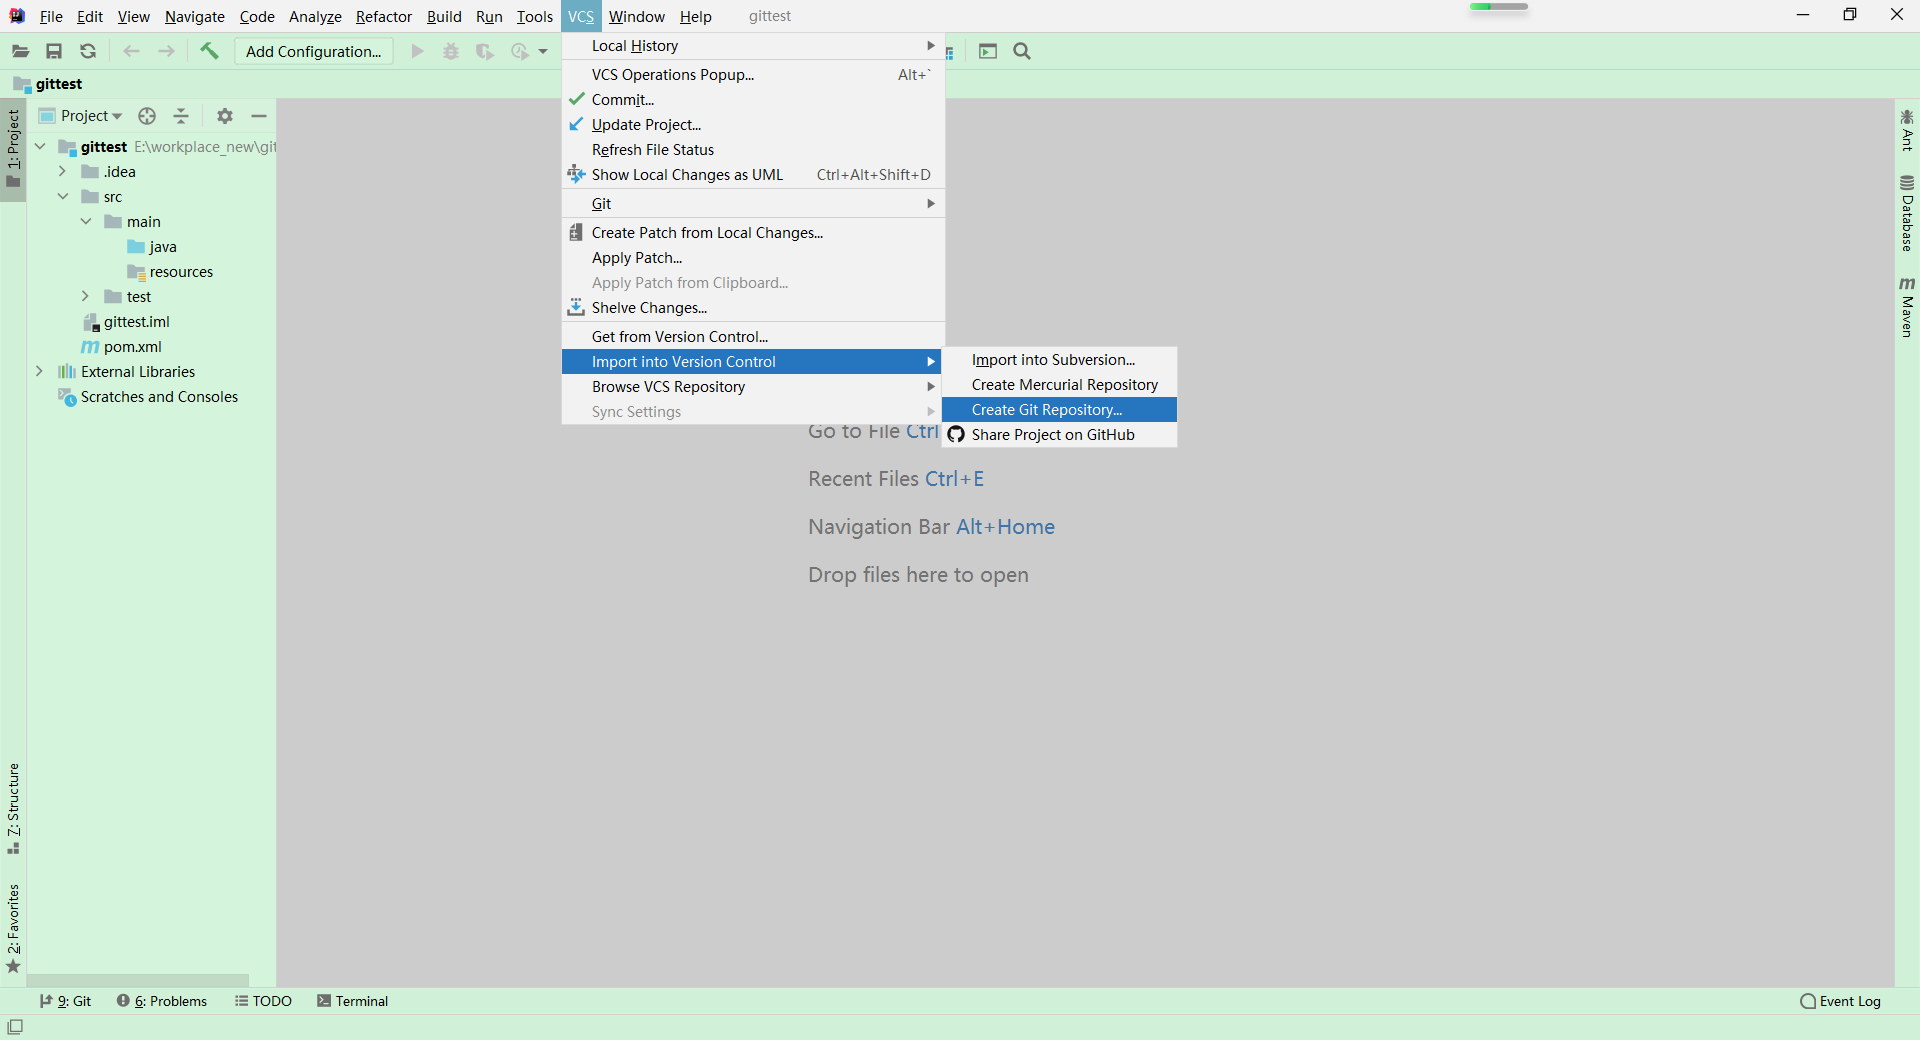 File Edit View Navigate Code Analyze Refactor Build Run Tools VCS Window Help gittest
Add Configuration...
gittest
Project
gittest E:\workplace_new\git
.idea
src
main
java
resources
test
gittest.iml
pom.xml
External Libraries
Scratches and Consoles
1: Project
7: Structure
2: Favorites
Local History
VCS Operations Popup... Alt+`
Commit...
Update Project...
Refresh File Status
Show Local Changes as UML Ctrl+Alt+Shift+D
Git
Create Patch from Local Changes...
Apply Patch...
Apply Patch from Clipboard...
Shelve Changes...
Get from Version Control...
Import into Version Control
Browse VCS Repository
Sync Settings
Import into Subversion...
Create Mercurial Repository
Create Git Repository...
Share Project on GitHub
Go to File Ctrl
Recent Files Ctrl+E
Navigation Bar Alt+Home
Drop files here to open
Ant
Database
m Maven
9: Git 6: Problems TODO Terminal Event Log